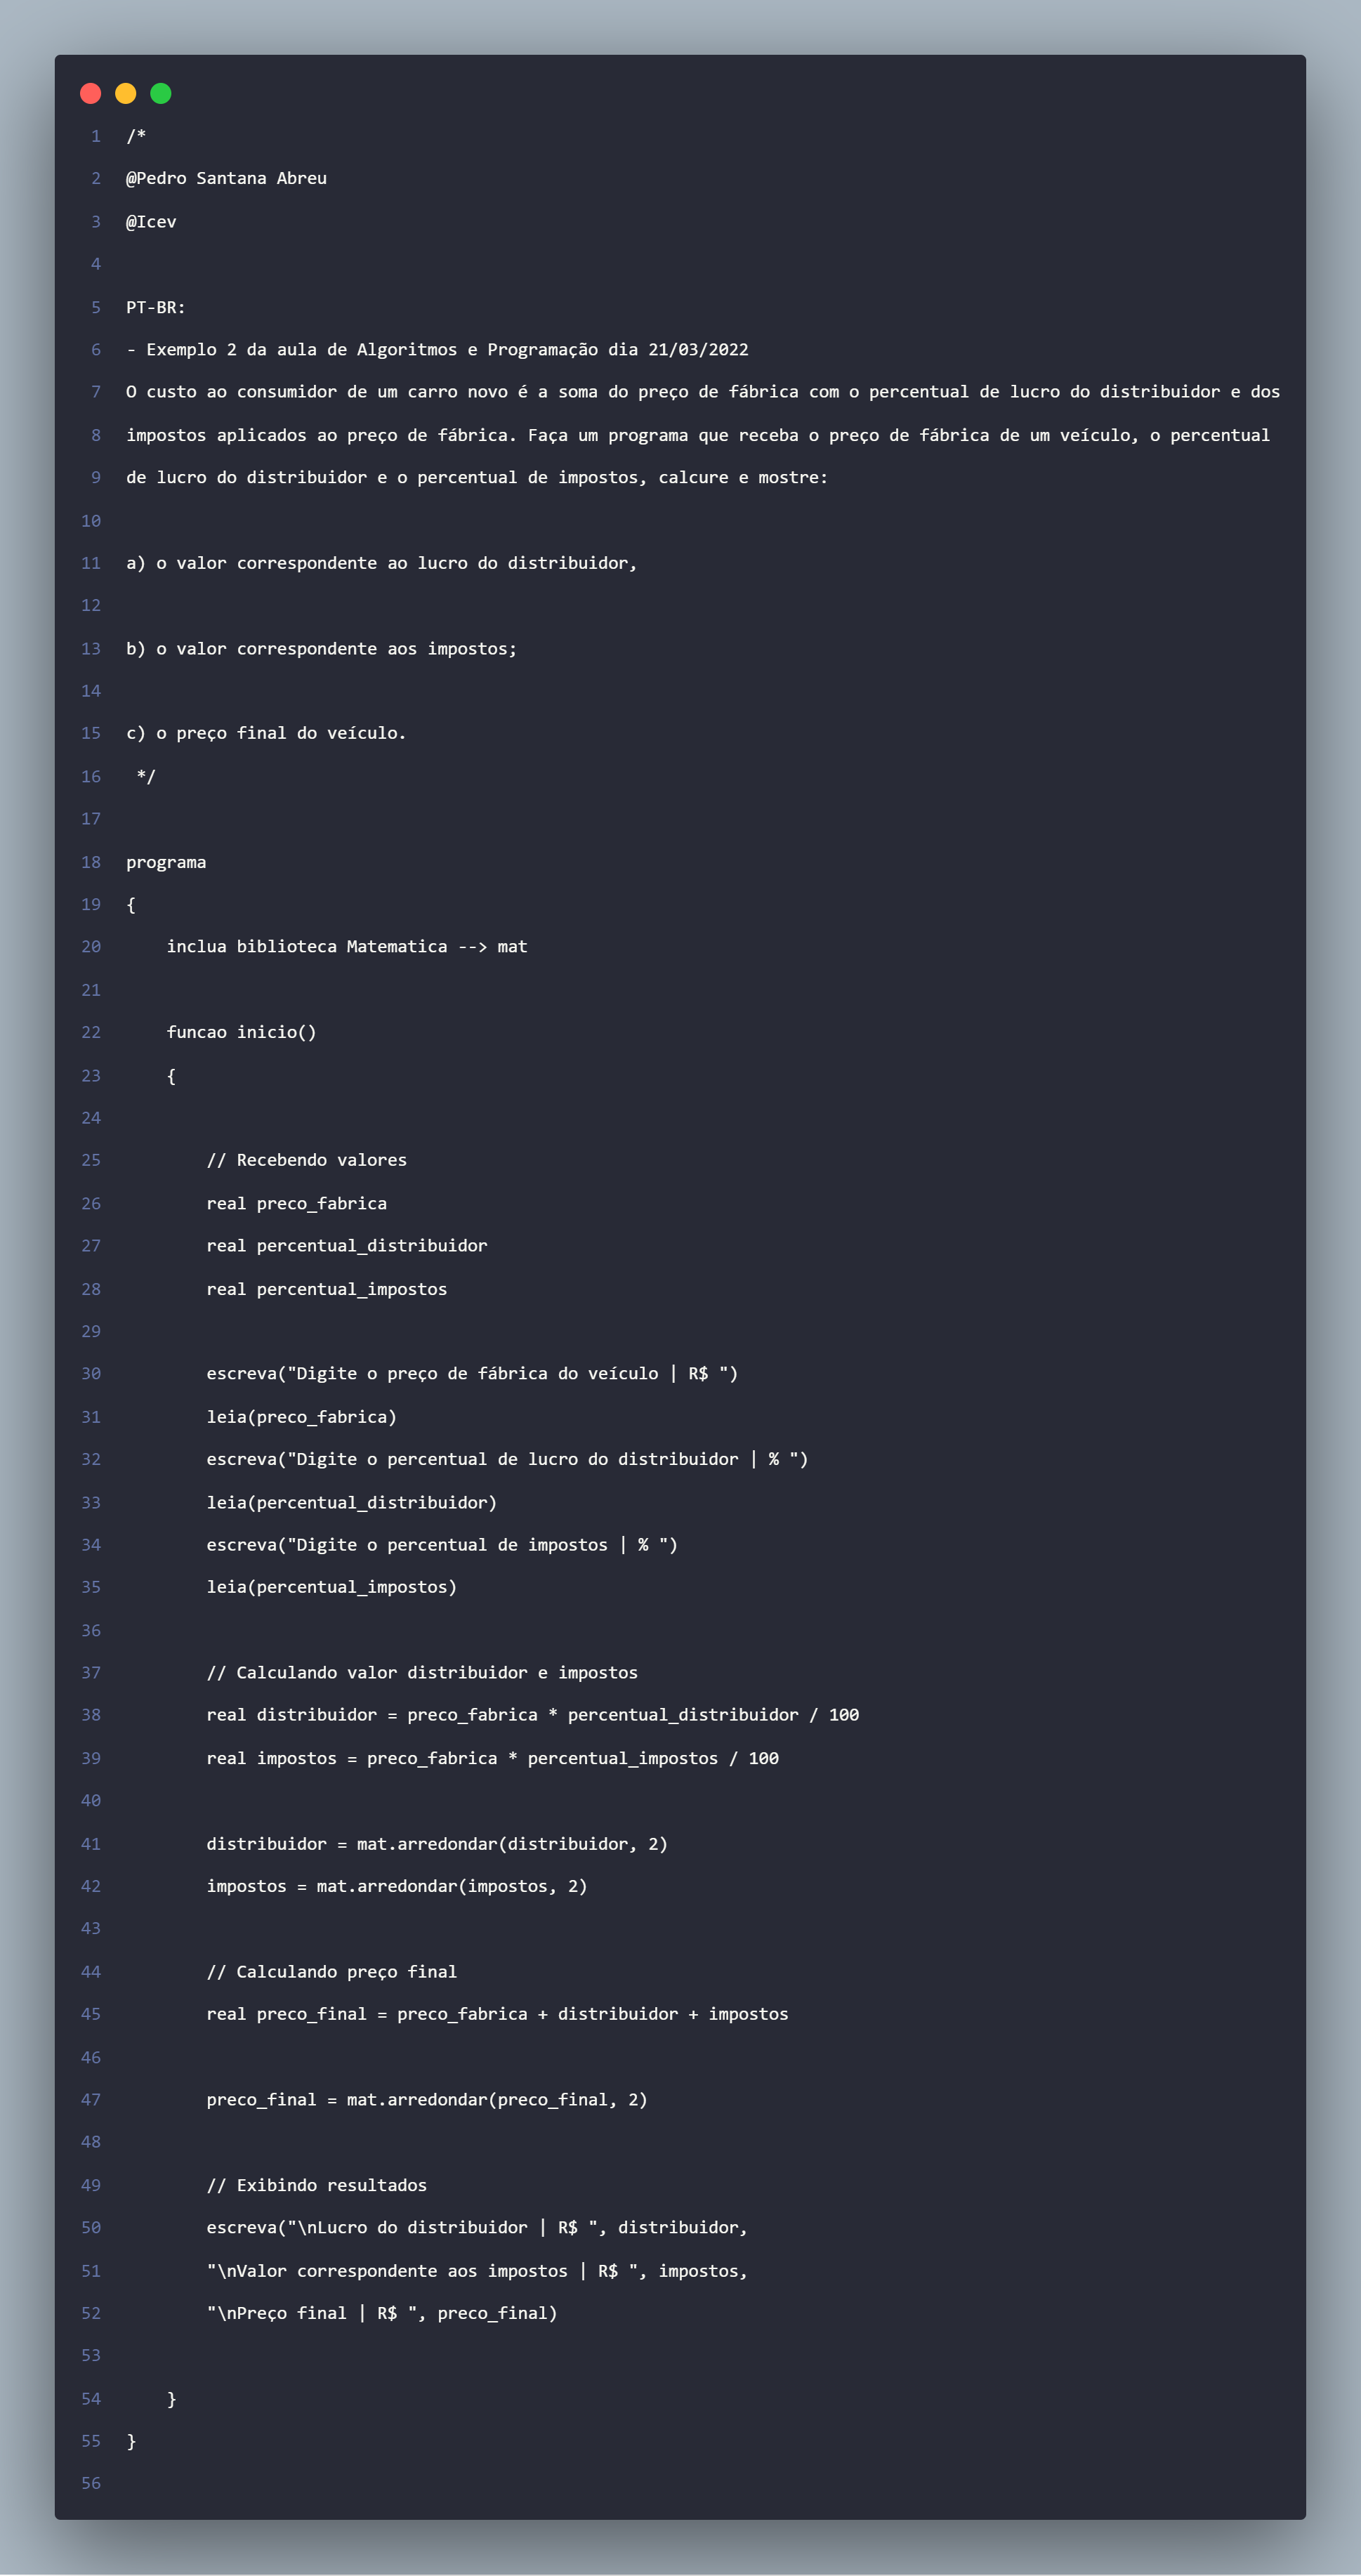 1 /*
2 @Pedro Santana Abreu
3 @Icev
4
5 PT-BR:
6 - Exemplo 2 da aula de Algoritmos e Programação dia 21/03/2022
7 O custo ao consumidor de um carro novo é a soma do preço de fábrica com o percentual de lucro do distribuidor e dos
8 impostos aplicados ao preço de fábrica. Faça um programa que receba o preço de fábrica de um veículo, o percentual
9 de lucro do distribuidor e o percentual de impostos, calcure e mostre:
10
11 a) o valor correspondente ao lucro do distribuidor,
12
13 b) o valor correspondente aos impostos;
14
15 c) o preço final do veículo.
16  */
17
18 programa
19 {
20     inclua biblioteca Matematica --> mat
21
22     funcao inicio()
23     {
24
25         // Recebendo valores
26         real preco_fabrica
27         real percentual_distribuidor
28         real percentual_impostos
29
30         escreva("Digite o preço de fábrica do veículo | R$ ")
31         leia(preco_fabrica)
32         escreva("Digite o percentual de lucro do distribuidor | % ")
33         leia(percentual_distribuidor)
34         escreva("Digite o percentual de impostos | % ")
35         leia(percentual_impostos)
36
37         // Calculando valor distribuidor e impostos
38         real distribuidor = preco_fabrica * percentual_distribuidor / 100
39         real impostos = preco_fabrica * percentual_impostos / 100
40
41         distribuidor = mat.arredondar(distribuidor, 2)
42         impostos = mat.arredondar(impostos, 2)
43
44         // Calculando preço final
45         real preco_final = preco_fabrica + distribuidor + impostos
46
47         preco_final = mat.arredondar(preco_final, 2)
48
49         // Exibindo resultados
50         escreva("\nLucro do distribuidor | R$ ", distribuidor,
51         "\nValor correspondente aos impostos | R$ ", impostos,
52         "\nPreço final | R$ ", preco_final)
53
54     }
55 }
56